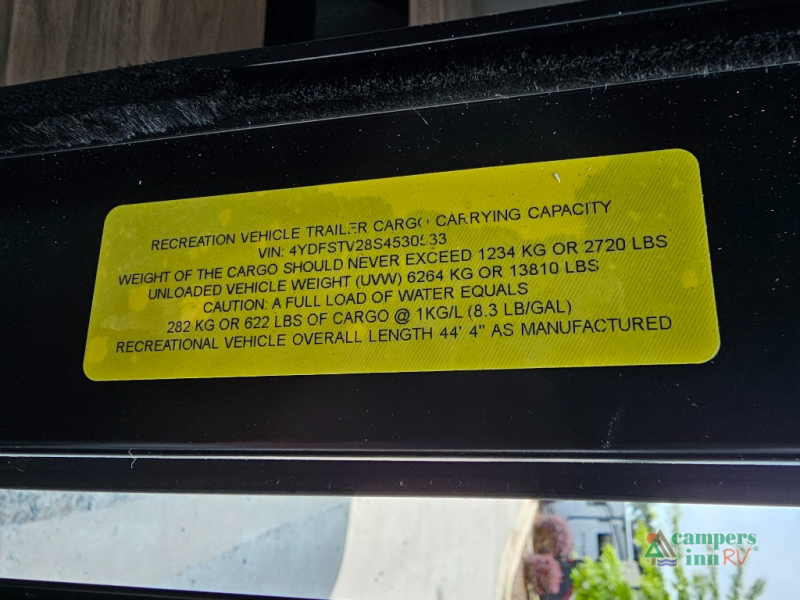 RECREATION VEHICLE TRAILER CARGO CARRYING CAPACITY
VIN:
WEIGHT OF THE CARGO SHOULD NEVER EXCEED 1234 KG OR 2720 LBS
UNLOADED VEHICLE WEIGHT (UVW) 6264 KG OR 13810 LBS
CAUTION: A FULL LOAD OF WATER EQUALS
282 KG OR 622 LBS OF CARGO @ 1KG/L (8.3 LB/GAL)
RECREATIONAL VEHICLE OVERALL LENGTH 44' 4" AS MANUFACTURED
campers
inn RV